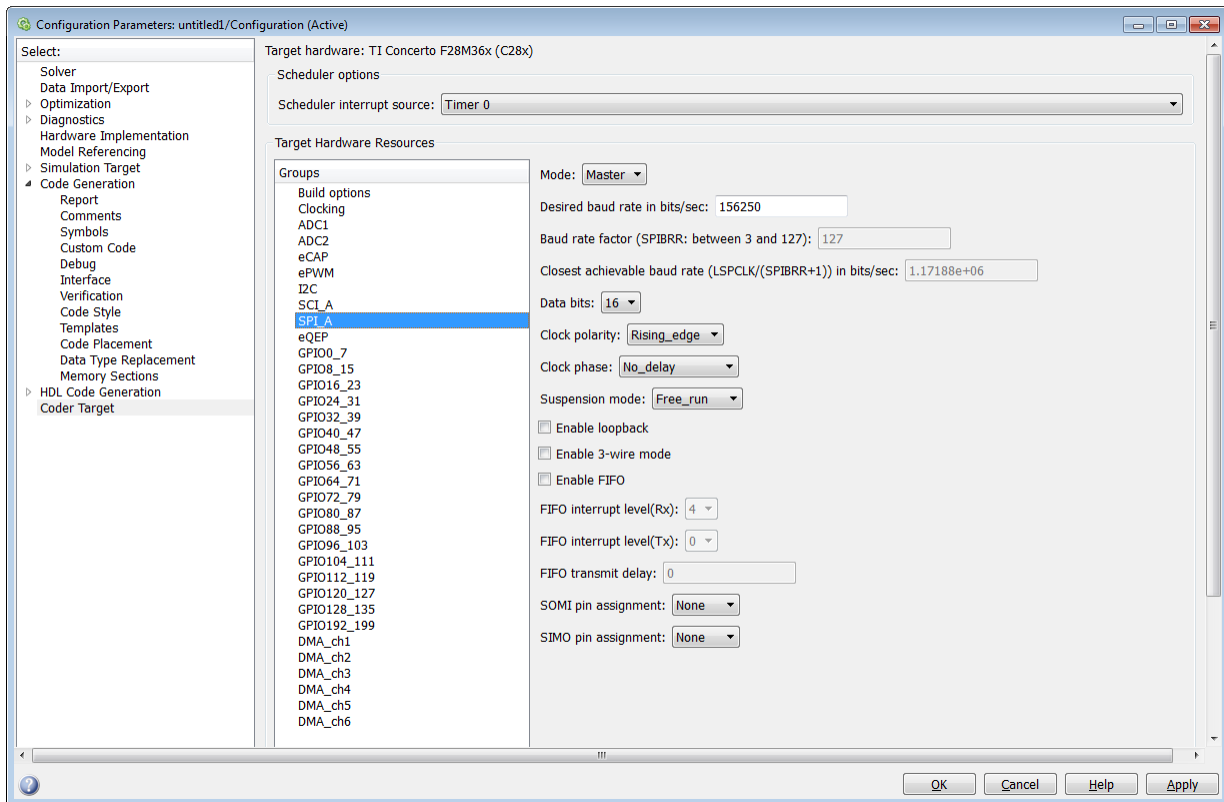 Configuration Parameters: untitled1/Configuration (Active)
Select:
Solver
Data Import/Export
Optimization
Diagnostics
Hardware Implementation
Model Referencing
Simulation Target
Code Generation
Report
Comments
Symbols
Custom Code
Debug
Interface
Verification
Code Style
Templates
Code Placement
Data Type Replacement
Memory Sections
HDL Code Generation
Coder Target
Target hardware: TI Concerto F28M36x (C28x)
Scheduler options
Scheduler interrupt source: Timer 0
Target Hardware Resources
Groups
Build options
Clocking
ADC1
ADC2
eCAP
ePWM
I2C
SCI_A
SPI_A
eQEP
GPIO0_7
GPIO8_15
GPIO16_23
GPIO24_31
GPIO32_39
GPIO40_47
GPIO48_55
GPIO56_63
GPIO64_71
GPIO72_79
GPIO80_87
GPIO88_95
GPIO96_103
GPIO104_111
GPIO112_119
GPIO120_127
GPIO128_135
GPIO192_199
DMA_ch1
DMA_ch2
DMA_ch3
DMA_ch4
DMA_ch5
DMA_ch6
Mode: Master
Desired baud rate in bits/sec: 156250
Baud rate factor (SPIBRR: between 3 and 127): 127
Closest achievable baud rate (LSPCLK/(SPIBRR+1)) in bits/sec: 1.17188e+06
Data bits: 16
Clock polarity: Rising_edge
Clock phase: No_delay
Suspension mode: Free_run
Enable loopback
Enable 3-wire mode
Enable FIFO
FIFO interrupt level(Rx): 4
FIFO interrupt level(Tx): 0
FIFO transmit delay: 0
SOMI pin assignment: None
SIMO pin assignment: None
OK
Cancel
Help
Apply